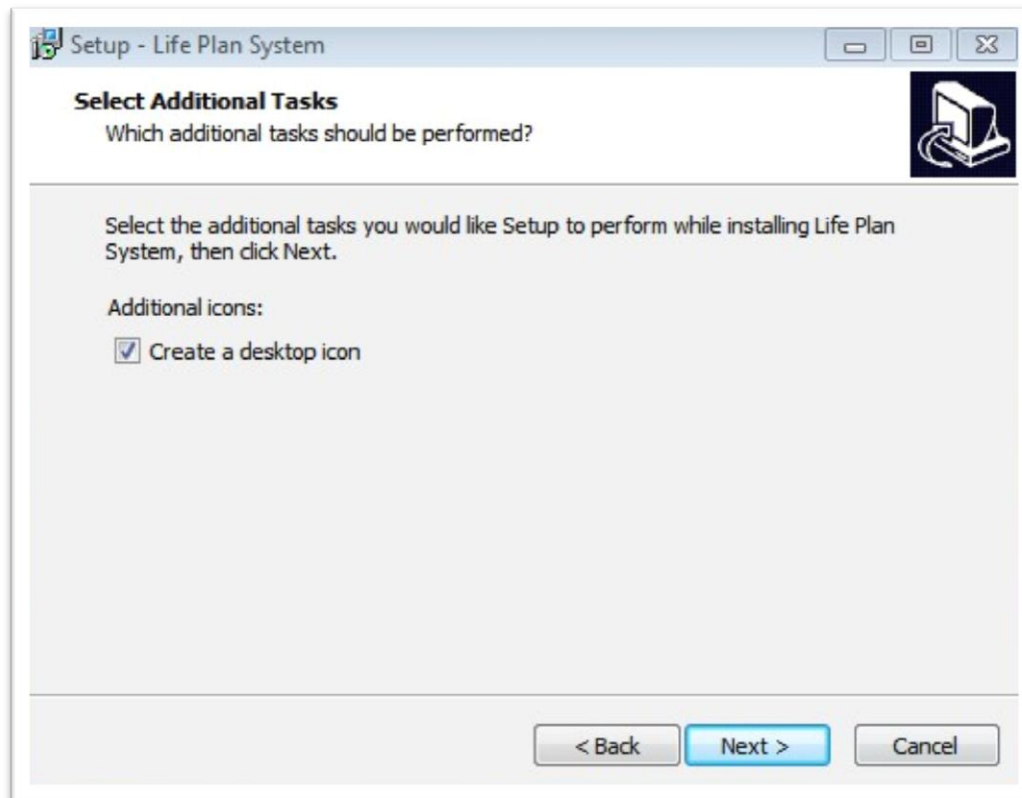 Setup - Life Plan System
Select Additional Tasks
Which additional tasks should be performed?
Select the additional tasks you would like Setup to perform while installing Life Plan
System, then click Next.
Additional icons:
Create a desktop icon
< Back Next > Cancel